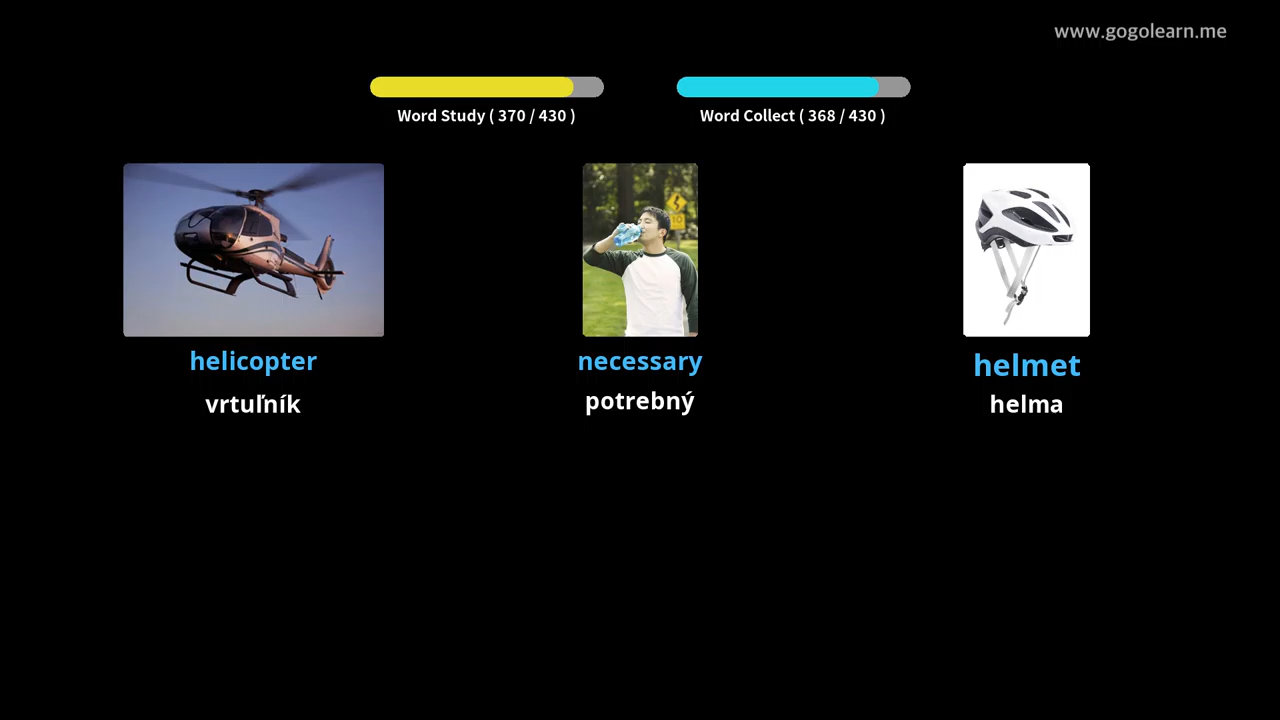 www.gogolearn.me
Word Study ( 370 / 430 )
Word Collect ( 368 / 430 )
helicopter
necessary
helmet
vrtuľník
potrebný
helma